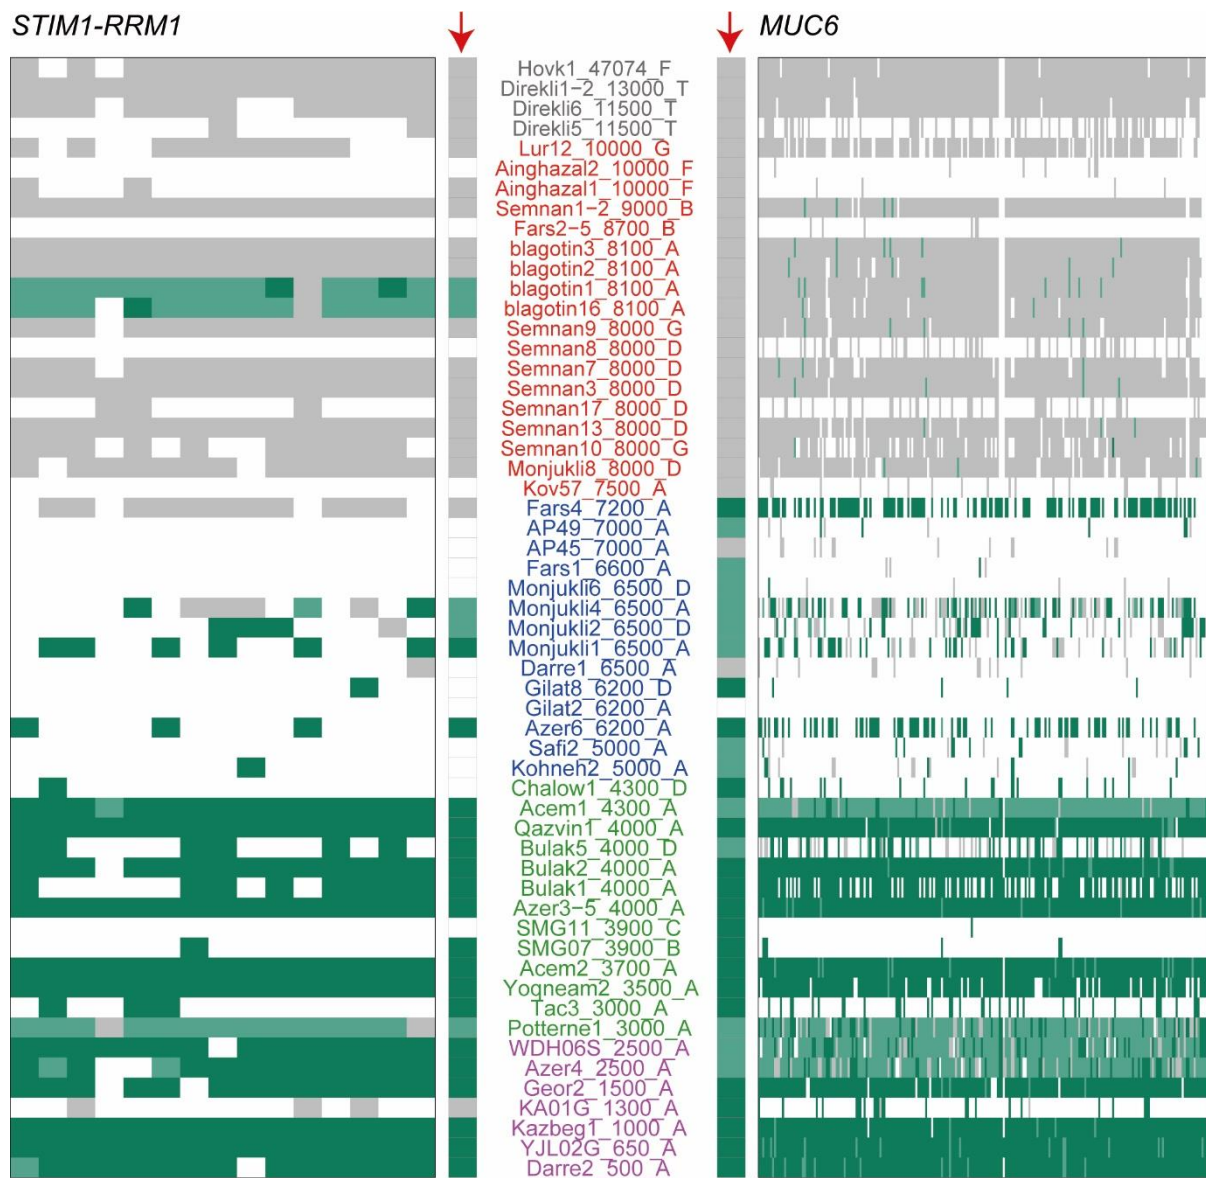 STIM1-RRM1
MUC6
Hovk1_47074_F
Direkli1−2_13000_T
Direkli6_11500_T
Direkli5_11500_T
Lur12_10000_G
Ainghazal2_10000_F
Ainghazal1_10000_F
Semnan1−2_9000_B
Fars2−5_8700_B
blagotin3_8100_A
blagotin2_8100_A
blagotin1_8100_A
blagotin16_8100_A
Semnan9_8000_G
Semnan8_8000_D
Semnan7_8000_D
Semnan3_8000_D
Semnan17_8000_D
Semnan13_8000_D
Semnan10_8000_G
Monjukli8_8000_D
Kov57_7500_A
Fars4_7200_A
AP49_7000_A
AP45_7000_A
Fars1_6600_A
Monjukli6_6500_D
Monjukli4_6500_A
Monjukli2_6500_D
Monjukli1_6500_A
Darre1_6500_A
Gilat8_6200_D
Gilat2_6200_A
Azer6_6200_A
Safi2_5000_A
Kohneh2_5000_A
Chalow1_4300_D
Acem1_4300_A
Qazvin1_4000_A
Bulak5_4000_D
Bulak2_4000_A
Bulak1_4000_A
Azer3−5_4000_A
SMG11_3900_C
SMG07_3900_B
Acem2_3700_A
Yoqneam2_3500_A
Tac3_3000_A
Potterne1_3000_A
WDH06S_2500_A
Azer4_2500_A
Geor2_1500_A
KA01G_1300_A
Kazbeg1_1000_A
YJL02G_650_A
Darre2_500_A